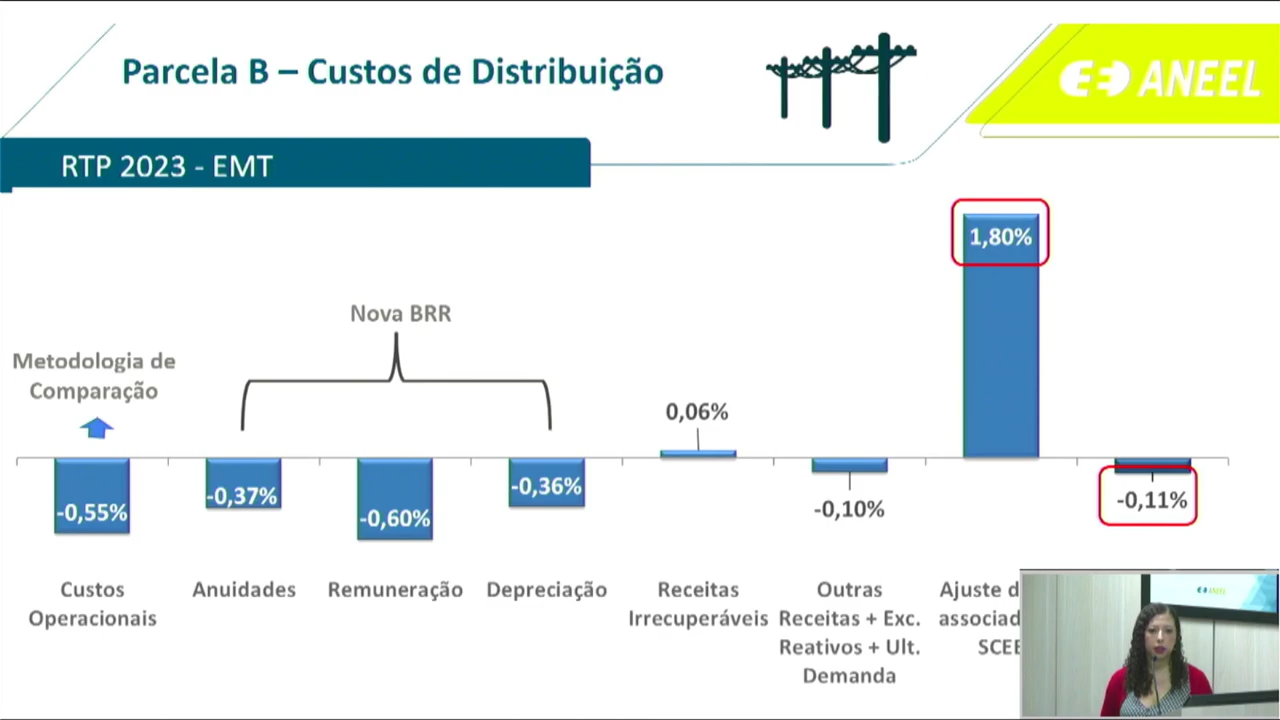 Parcela B – Custos de Distribuição
ANEEL
RTP 2023 - EMT
1,80%
Nova BRR
Metodologia de
Comparação
0,06%
-0,55%
-0,37%
-0,60%
-0,36%
-0,10%
-0,11%
Custos
Operacionais
Anuidades
Remuneração
Depreciação
Receitas
Irrecuperáveis
Outras
Receitas + Exc.
Reativos + Ult.
Demanda
Ajuste
SCEE
ANEEL